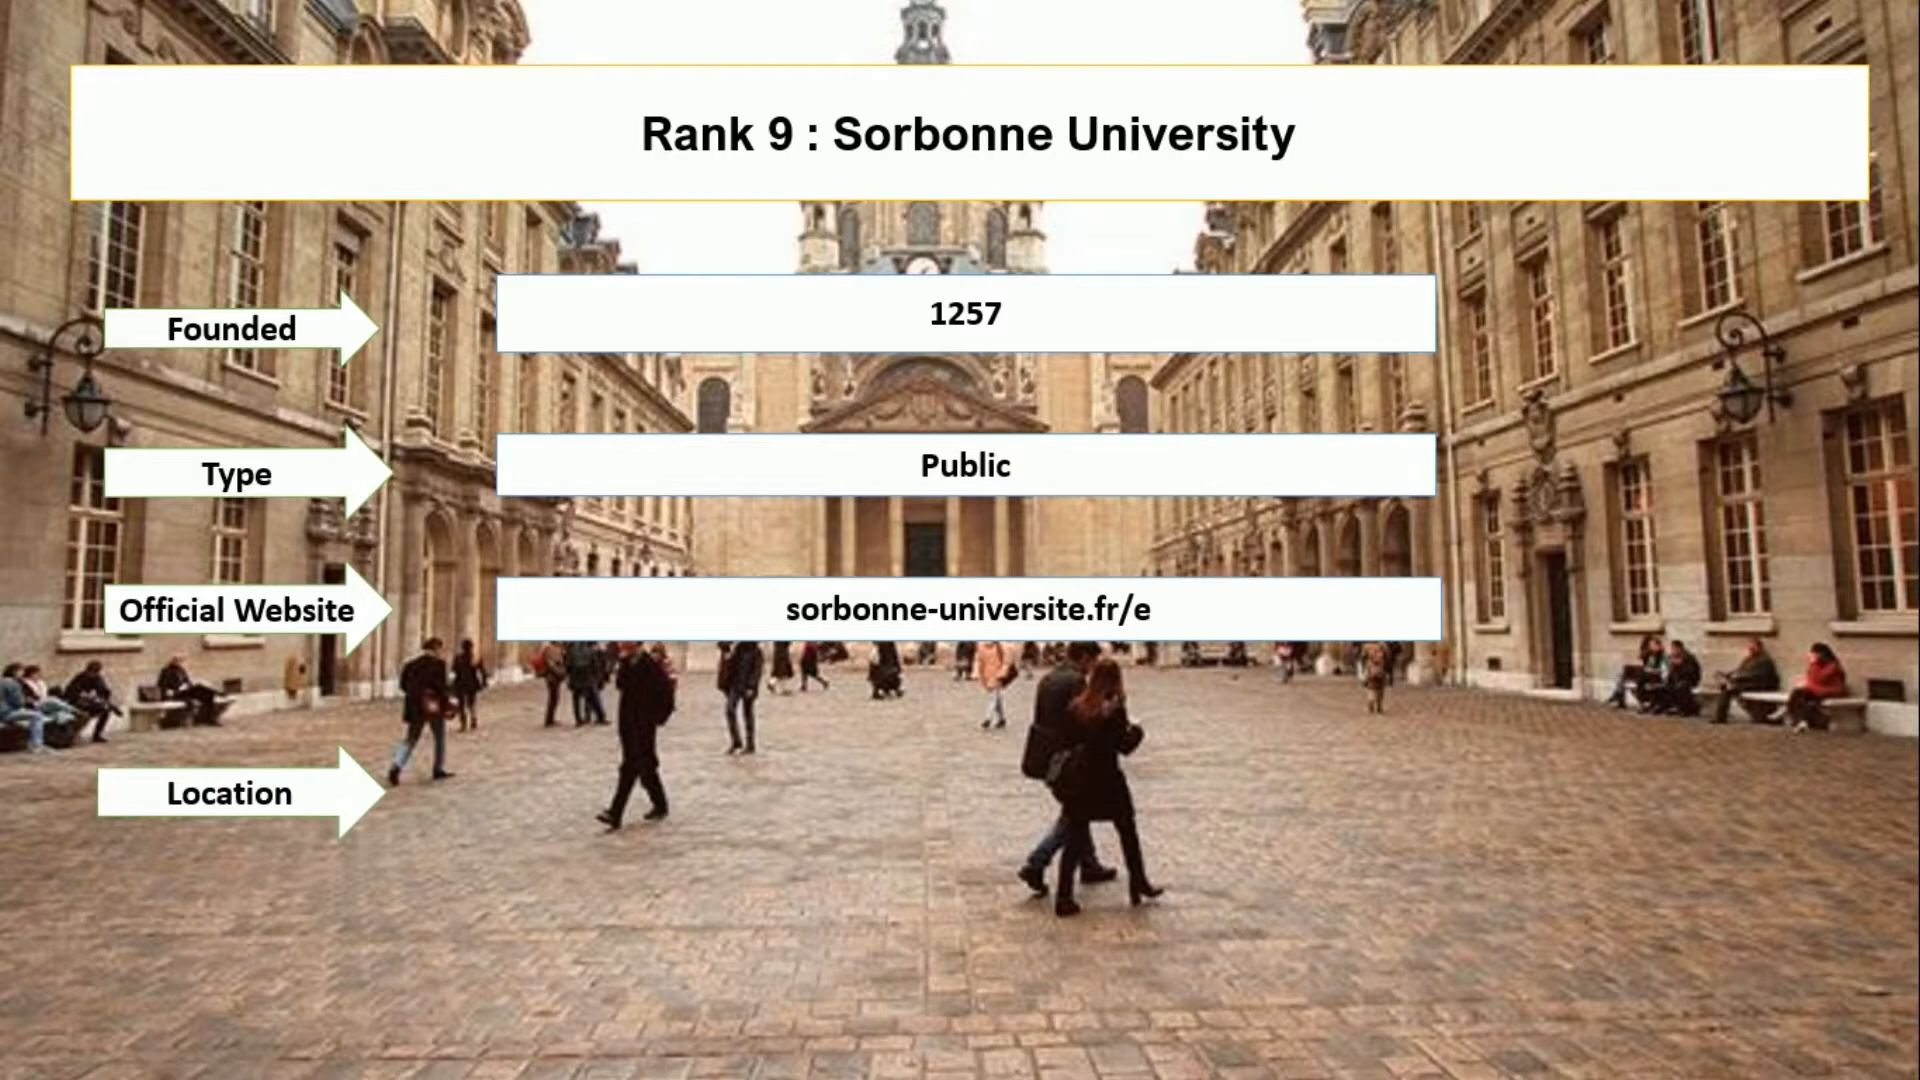 Rank 9 : Sorbonne University
Founded
1257
Type
Public
Official Website
sorbonne-universite.fr/e
Location